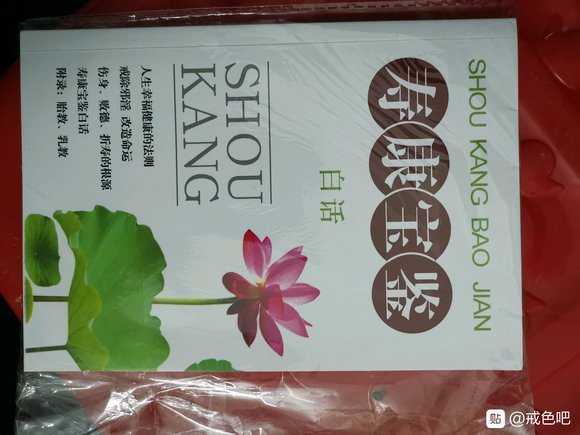 寿康宝鉴
SHOU KANG BAO JIAN
白话
SHOU
KANG
人生幸福健康的法则
戒除邪淫 改造命运
伤身、败德、折寿的根源
寿康宝鉴白话
附录：胎教、乳教
贴 @戒色吧